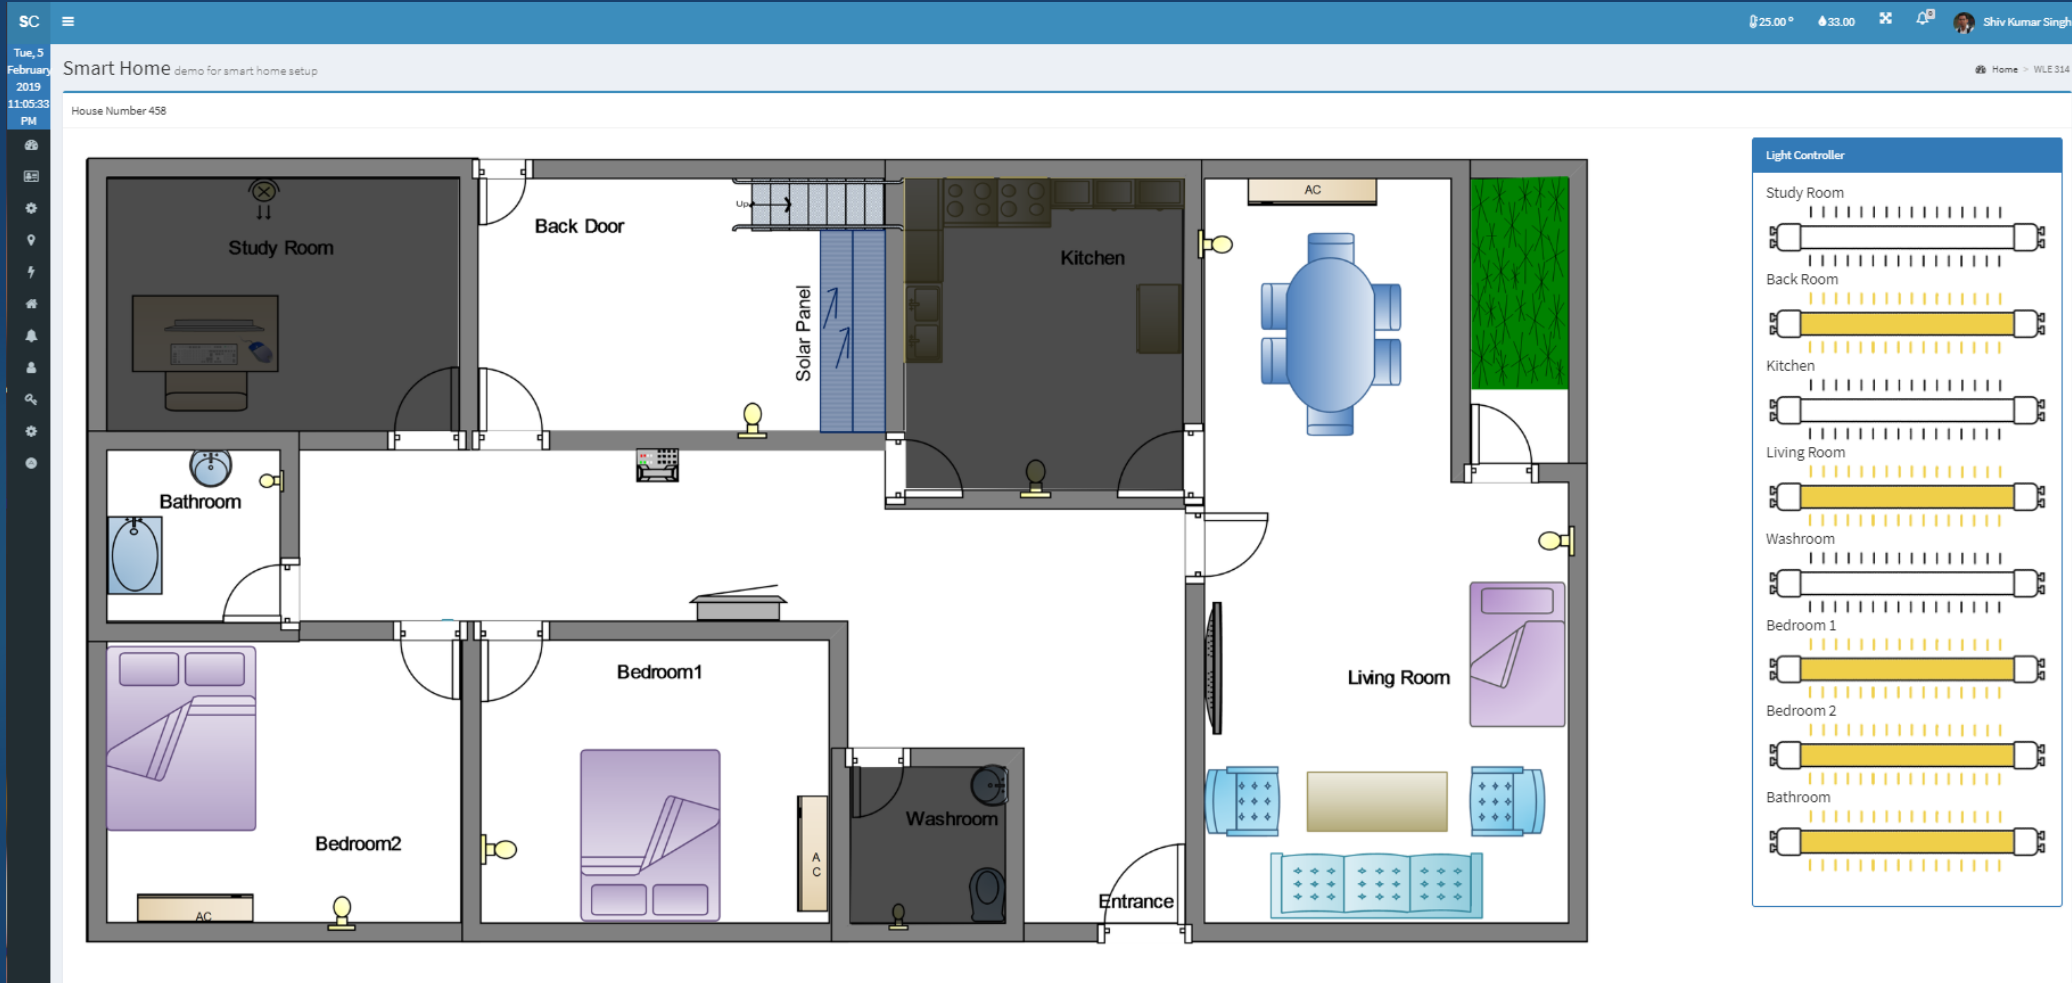 SC
25.00 °
33.00
0
Shiv Kumar Singh
Tue, 5
February
2019
11:05:33
PM
Smart Home demo for smart home setup
Home > WLE 314
House Number 458
Study Room
Back Door
Up
Solar Panel
Kitchen
AC
Bathroom
Bedroom1
Bedroom2
AC
A
C
Washroom
Entrance
Living Room
Light Controller
Study Room
Back Room
Kitchen
Living Room
Washroom
Bedroom 1
Bedroom 2
Bathroom